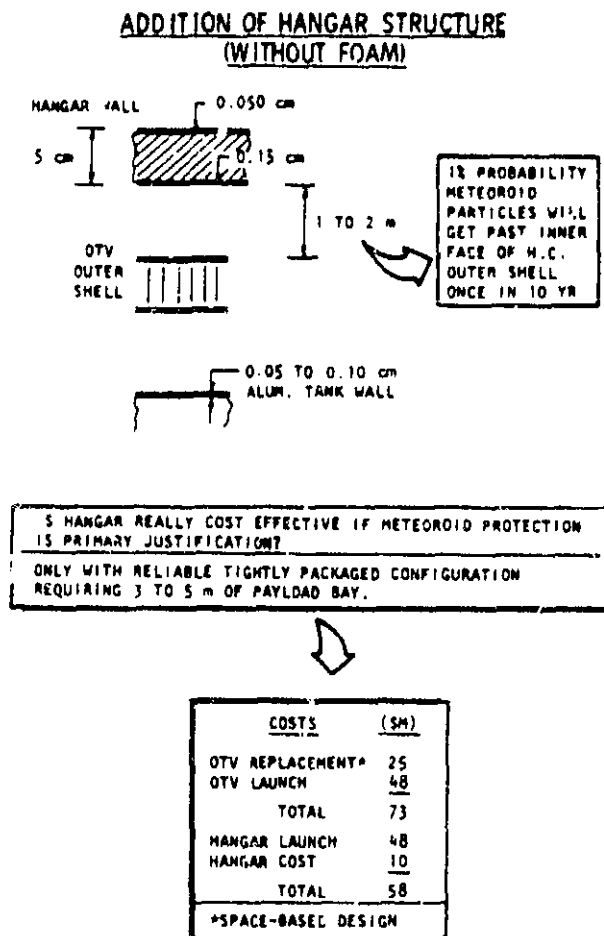 ADDITION OF HANGAR STRUCTURE
(WITHOUT FOAM)
HANGAR WALL
0.050 cm
5 cm
0.13 cm
1 TO 2 m
1% PROBABILITY
METEOROID
PARTICLES WILL
GET PAST INNER
FACE OF H.C.
OUTER SHELL
ONCE IN 10 YR
OTV
OUTER
SHELL
0.05 TO 0.10 cm
ALUM. TANK WALL
S HANGAR REALLY COST EFFECTIVE IF METEOROID PROTECTION
IS PRIMARY JUSTIFICATION?
ONLY WITH RELIABLE TIGHTLY PACKAGED CONFIGURATION
REQUIRING 3 TO 5 m OF PAYLOAD BAY.
COSTS ($M)
OTV REPLACEMENT* 25
OTV LAUNCH 48
TOTAL 73
HANGAR LAUNCH 48
HANGAR COST 10
TOTAL 58
*SPACE-BASED DESIGN